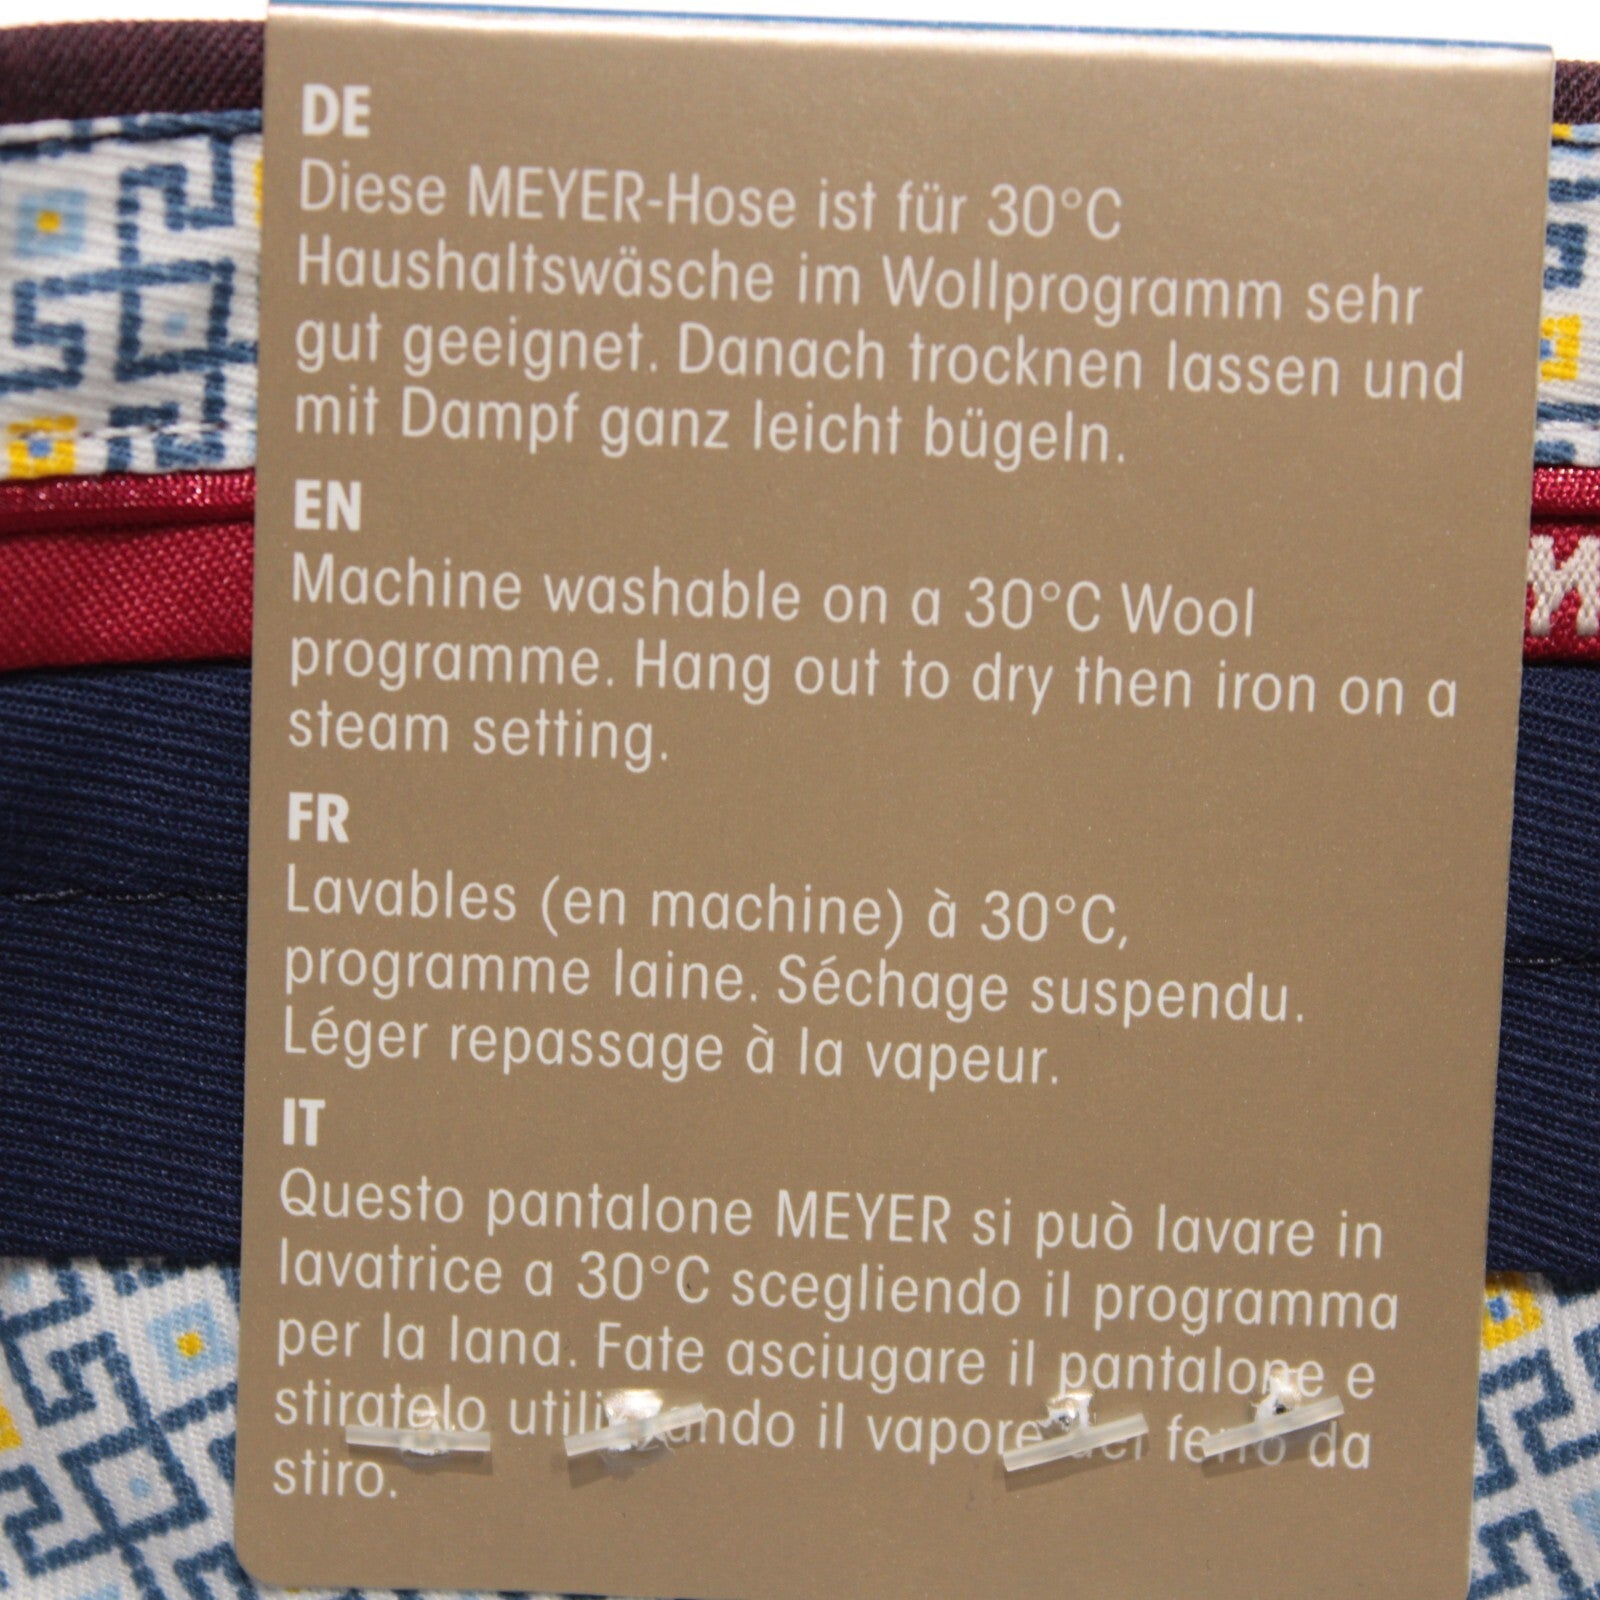 DE
Diese MEYER-Hose ist für 30°C
Haushaltswäsche im Wollprogramm sehr
gut geeignet. Danach trocknen lassen und
mit Dampf ganz leicht bügeln.
EN
Machine washable on a 30°C Wool
programme. Hang out to dry then iron on a
steam setting.
FR
Lavables (en machine) à 30°C,
programme laine. Séchage suspendu.
Léger repassage à la vapeur.
IT
Questo pantalone MEYER si può lavare in
lavatrice a 30°C scegliendo il programma
per la lana. Fate asciugare il pantalone e
stiratelo utilizzando il vapore del ferro da
stiro.
M